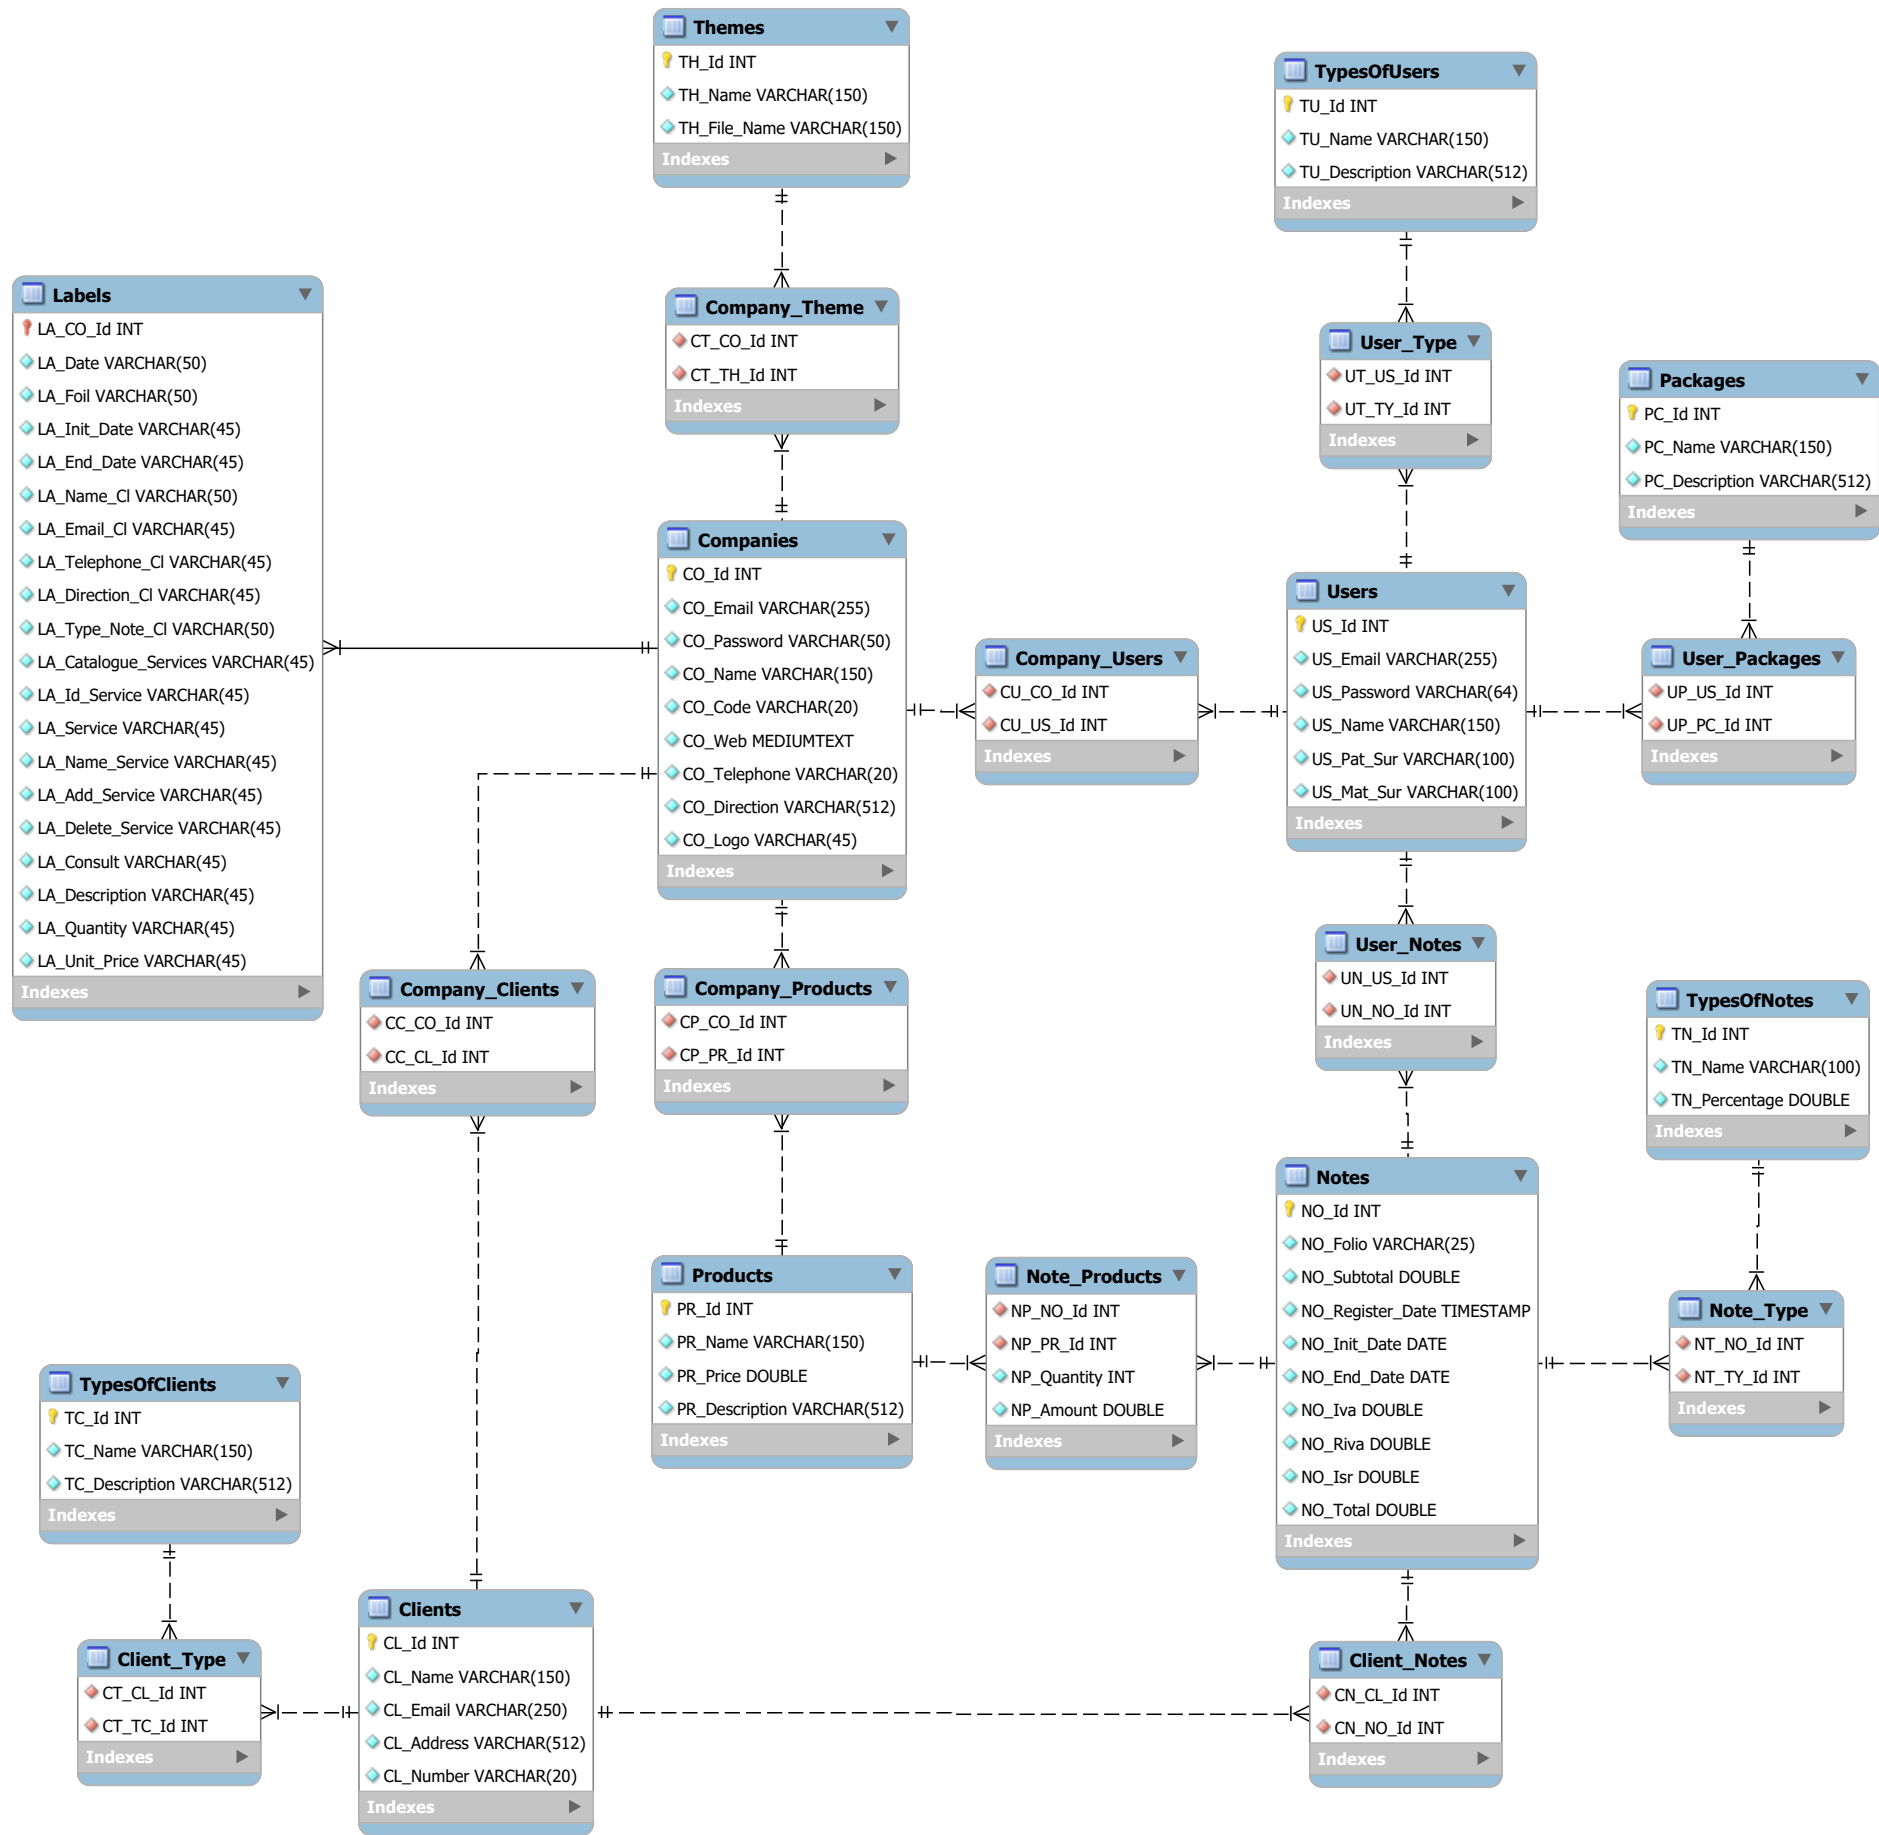 Themes
TH_Id INT
TH_Name VARCHAR(150)
TH_File_Name VARCHAR(150)
Indexes
TypesOfUsers
TU_Id INT
TU_Name VARCHAR(150)
TU_Description VARCHAR(512)
Indexes
Labels
LA_CO_Id INT
LA_Date VARCHAR(50)
LA_Foil VARCHAR(50)
LA_Init_Date VARCHAR(45)
LA_End_Date VARCHAR(45)
LA_Name_Cl VARCHAR(50)
LA_Email_Cl VARCHAR(45)
LA_Telephone_Cl VARCHAR(45)
LA_Direction_Cl VARCHAR(45)
LA_Type_Note_Cl VARCHAR(50)
LA_Catalogue_Services VARCHAR(45)
LA_Id_Service VARCHAR(45)
LA_Service VARCHAR(45)
LA_Name_Service VARCHAR(45)
LA_Add_Service VARCHAR(45)
LA_Delete_Service VARCHAR(45)
LA_Consult VARCHAR(45)
LA_Description VARCHAR(45)
LA_Quantity VARCHAR(45)
LA_Unit_Price VARCHAR(45)
Indexes
Company_Theme
CT_CO_Id INT
CT_TH_Id INT
Indexes
User_Type
UT_US_Id INT
UT_TY_Id INT
Indexes
Packages
PC_Id INT
PC_Name VARCHAR(150)
PC_Description VARCHAR(512)
Indexes
Companies
CO_Id INT
CO_Email VARCHAR(255)
CO_Password VARCHAR(50)
CO_Name VARCHAR(150)
CO_Code VARCHAR(20)
CO_Web MEDIUMTEXT
CO_Telephone VARCHAR(20)
CO_Direction VARCHAR(512)
CO_Logo VARCHAR(45)
Indexes
Company_Users
CU_CO_Id INT
CU_US_Id INT
Indexes
Users
US_Id INT
US_Email VARCHAR(255)
US_Password VARCHAR(64)
US_Name VARCHAR(150)
US_Pat_Sur VARCHAR(100)
US_Mat_Sur VARCHAR(100)
Indexes
User_Packages
UP_US_Id INT
UP_PC_Id INT
Indexes
Company_Clients
CC_CO_Id INT
CC_CL_Id INT
Indexes
Company_Products
CP_CO_Id INT
CP_PR_Id INT
Indexes
User_Notes
UN_US_Id INT
UN_NO_Id INT
Indexes
TypesOfNotes
TN_Id INT
TN_Name VARCHAR(100)
TN_Percentage DOUBLE
Indexes
Products
PR_Id INT
PR_Name VARCHAR(150)
PR_Price DOUBLE
PR_Description VARCHAR(512)
Indexes
Note_Products
NP_NO_Id INT
NP_PR_Id INT
NP_Quantity INT
NP_Amount DOUBLE
Indexes
Notes
NO_Id INT
NO_Folio VARCHAR(25)
NO_Subtotal DOUBLE
NO_Register_Date TIMESTAMP
NO_Init_Date DATE
NO_End_Date DATE
NO_Iva DOUBLE
NO_Riva DOUBLE
NO_Isr DOUBLE
NO_Total DOUBLE
Indexes
Note_Type
NT_NO_Id INT
NT_TY_Id INT
Indexes
TypesOfClients
TC_Id INT
TC_Name VARCHAR(150)
TC_Description VARCHAR(512)
Indexes
Client_Type
CT_CL_Id INT
CT_TC_Id INT
Indexes
Clients
CL_Id INT
CL_Name VARCHAR(150)
CL_Email VARCHAR(250)
CL_Address VARCHAR(512)
CL_Number VARCHAR(20)
Indexes
Client_Notes
CN_CL_Id INT
CN_NO_Id INT
Indexes